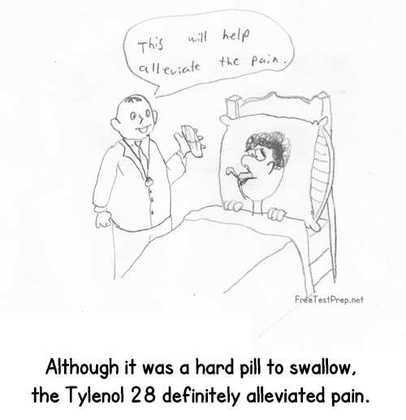 This will help
alleviate the pain.
FreeTestPrep.net
Although it was a hard pill to swallow,
the Tylenol 28 definitely alleviated pain.